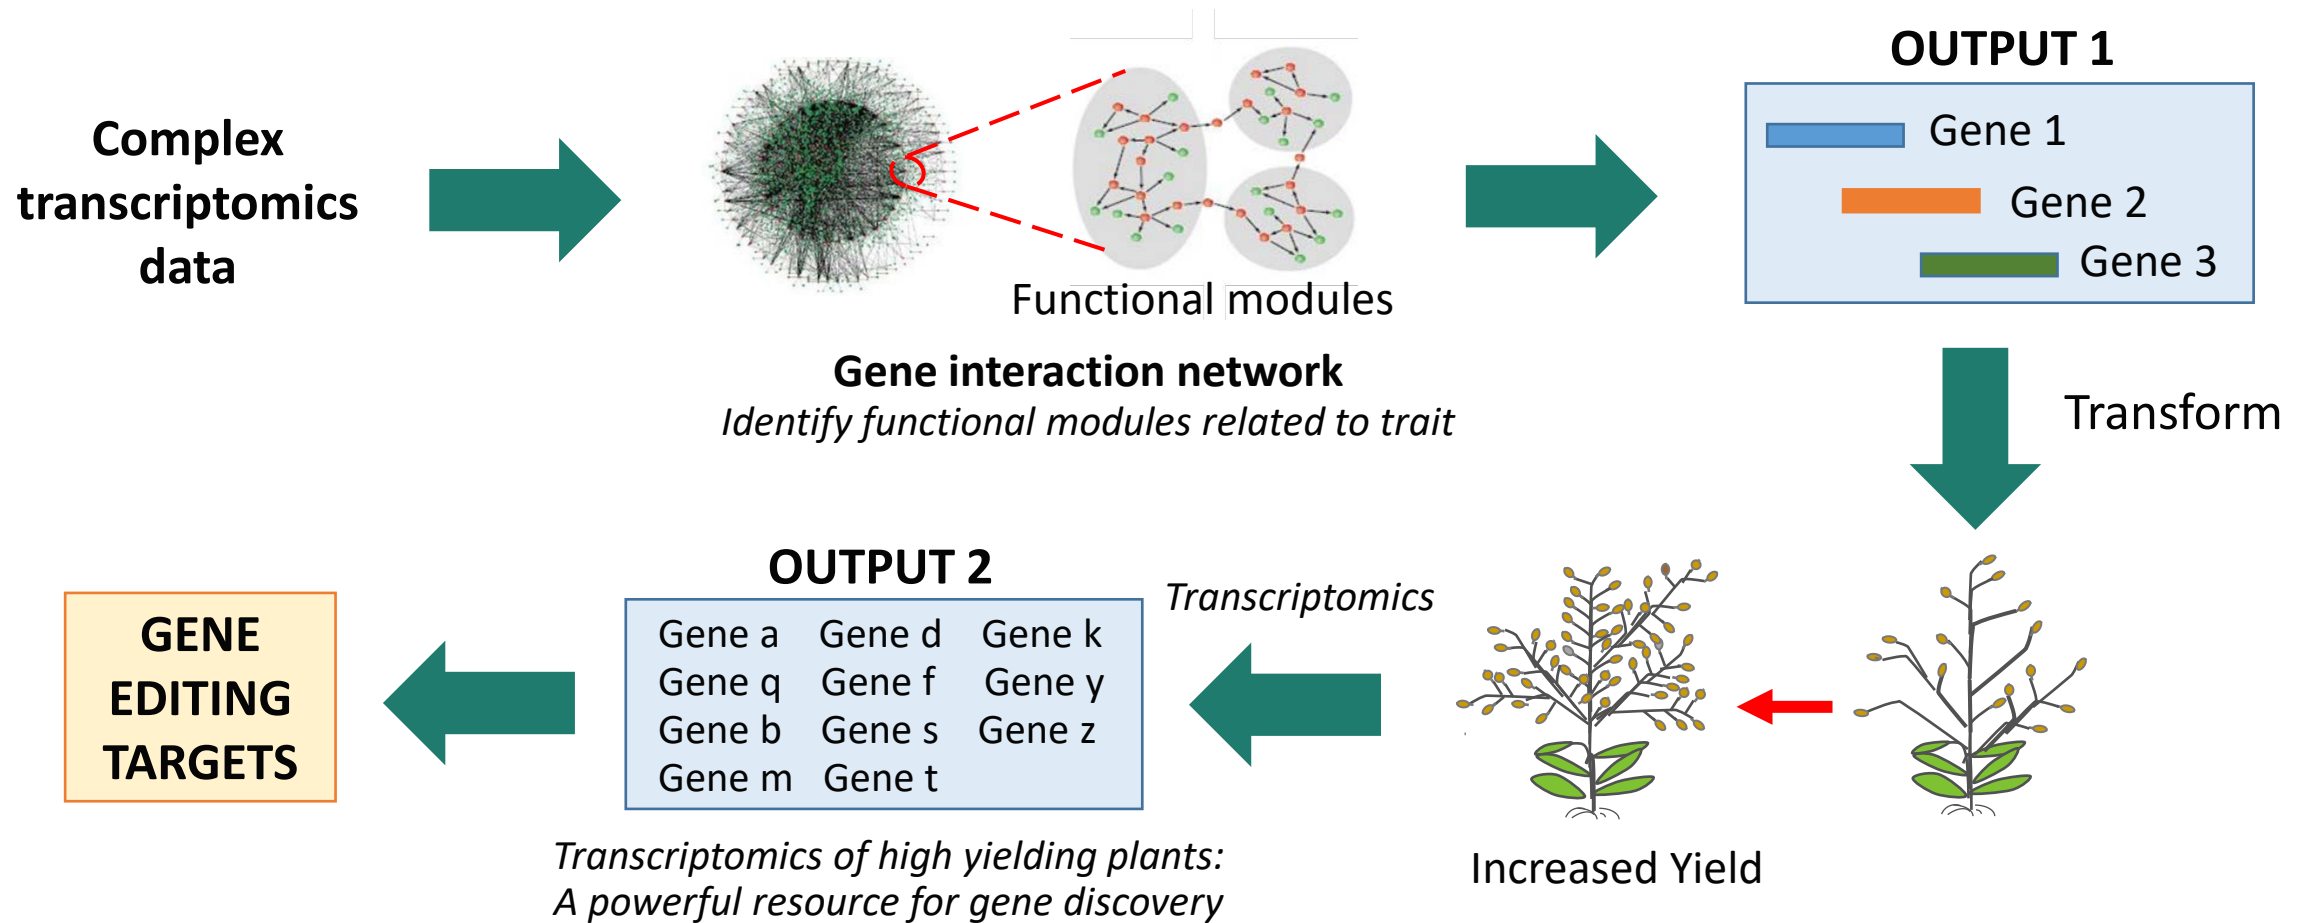 Complex
transcriptomics
data
Functional modules
Gene interaction network
Identify functional modules related to trait
OUTPUT 1
Gene 1
Gene 2
Gene 3
Transform
Increased Yield
Transcriptomics
OUTPUT 2
Gene a Gene d Gene k
Gene q Gene f Gene y
Gene b Gene s Gene z
Gene m Gene t
Transcriptomics of high yielding plants:
A powerful resource for gene discovery
GENE
EDITING
TARGETS